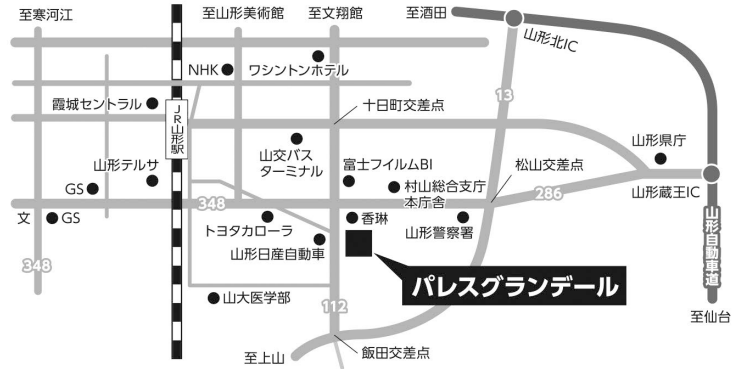 至寒河江
至山形美術館
至文翔館
至酒田
山形北IC
NHK
ワシントンホテル
霞城セントラル
JR山形駅
十日町交差点
13
山交バス
ターミナル
山形県庁
山形テルサ
富士フイルムBI
松山交差点
GS
村山総合支庁
本庁舎
286
山形蔵王IC
348
文
GS
トヨタカローラ
香琳
山形警察署
山形自動車道
山形日産自動車
348
パレスグランデール
山大医学部
112
至仙台
至上山
飯田交差点